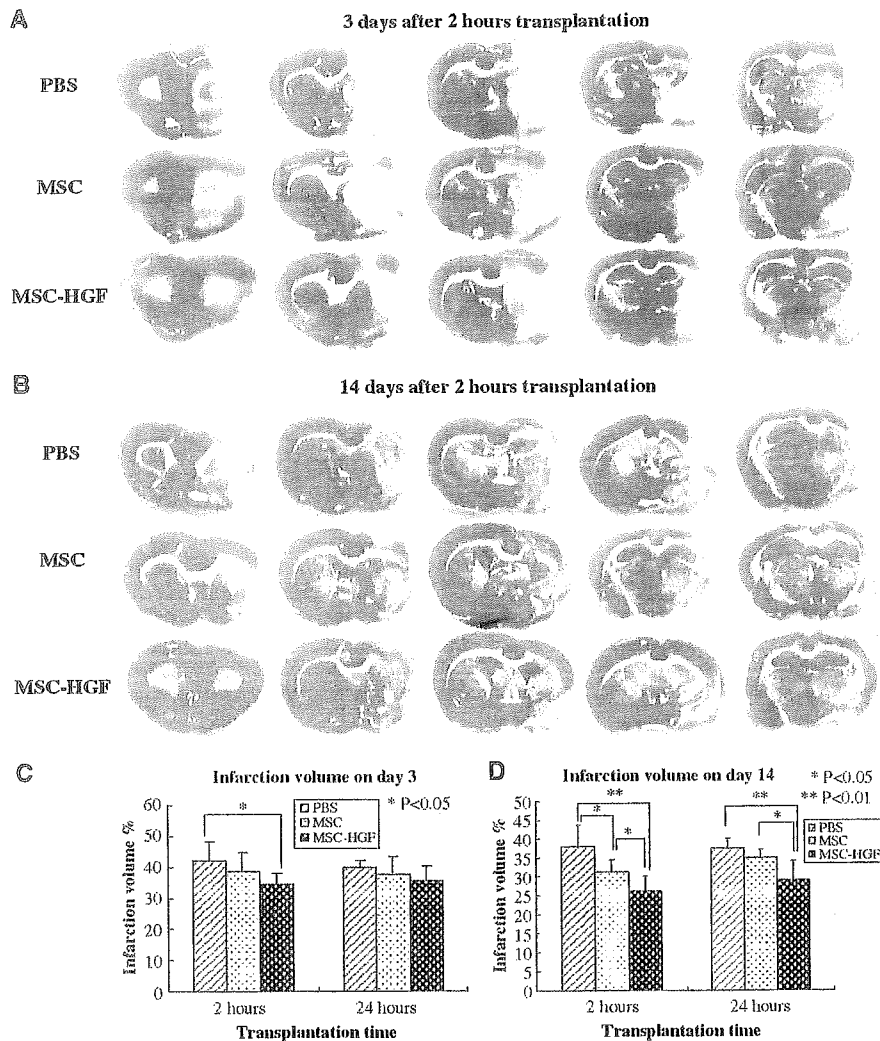 A
3 days after 2 hours transplantation
PBS
MSC
MSC-HGF
B
14 days after 2 hours transplantation
PBS
MSC
MSC-HGF
C
Infarction volume on day 3
* P<0.05
PBS
MSC
MSC-HGF
*
Infarction volume %
60
50
40
30
20
10
0
2 hours
24 hours
Transplantation time
D
Infarction volume on day 14
* P<0.05
** P<0.01
PBS
MSC
MSC-HGF
**
*
*
**
*
Infarction volume %
50
45
40
35
30
25
20
15
10
5
0
2 hours
24 hours
Transplantation time